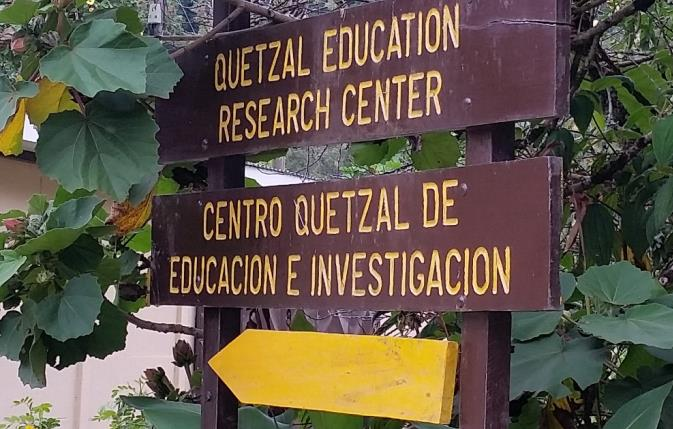 QUETZAL EDUCATION
RESEARCH CENTER
CENTRO QUETZAL DE
EDUCACION E INVESTIGACION